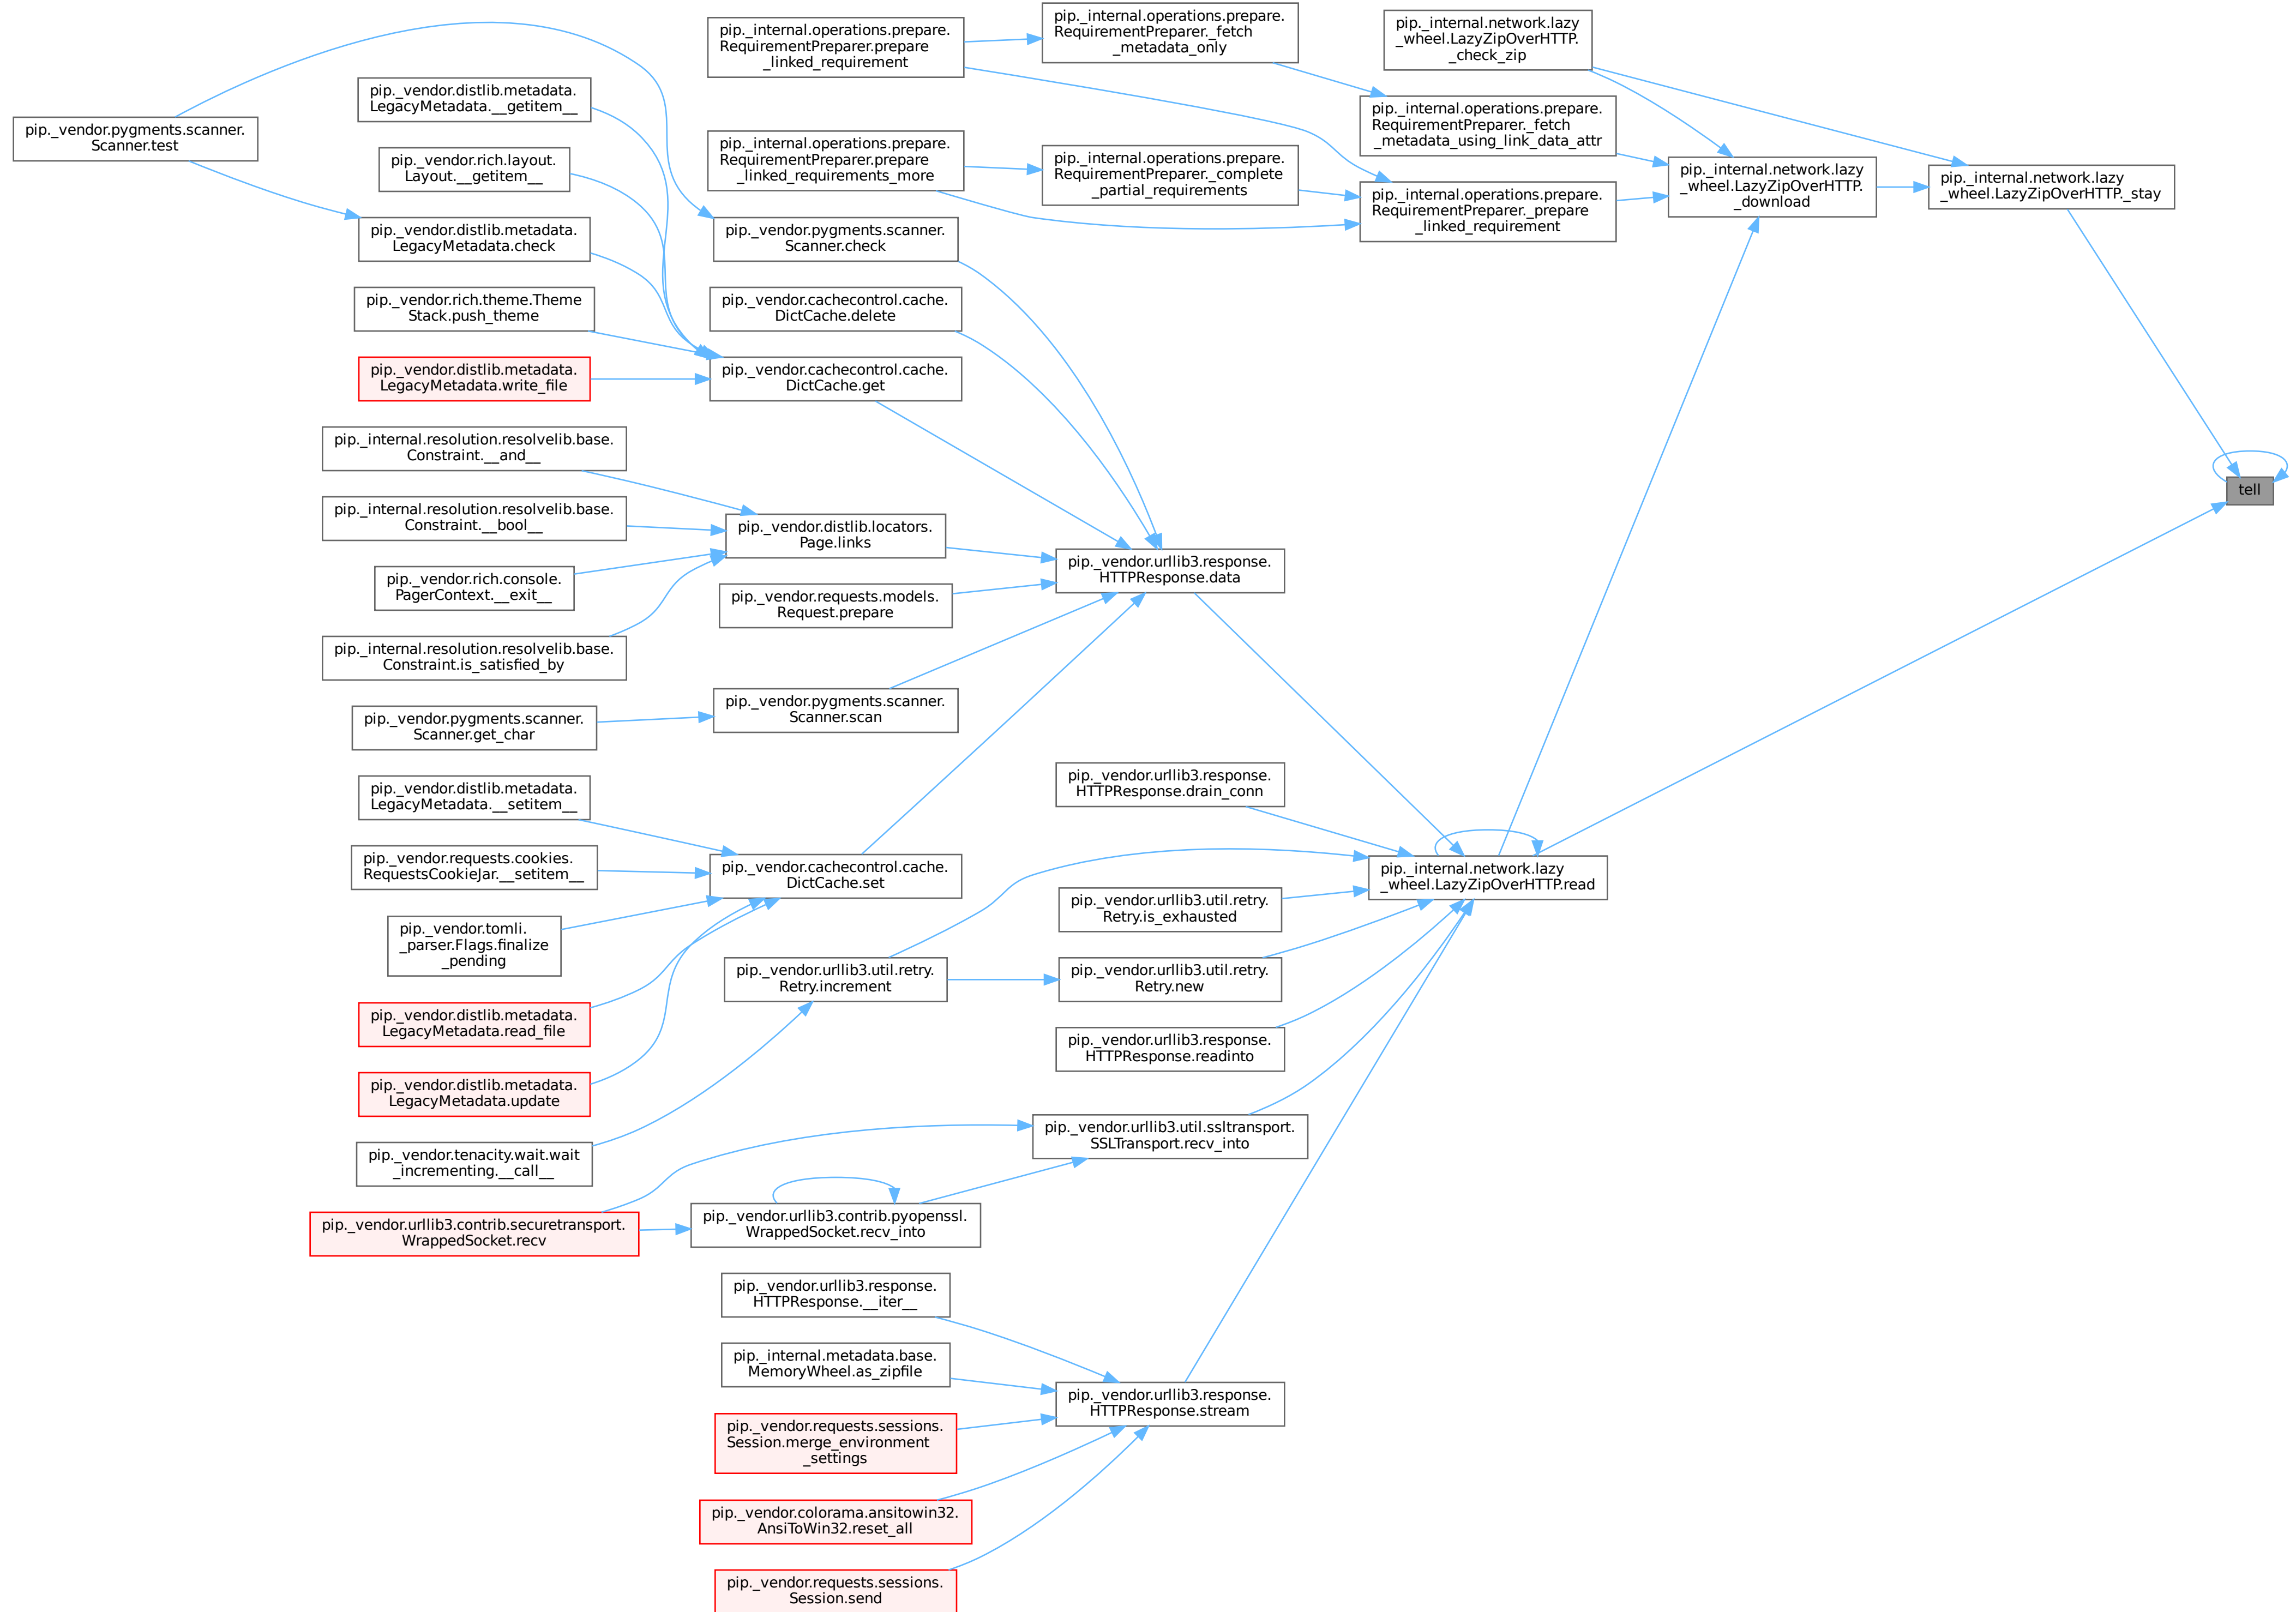 pip._internal.operations.prepare.
RequirementPreparer.prepare
_linked_requirement
pip._internal.operations.prepare.
RequirementPreparer._fetch
_metadata_only
pip._internal.network.lazy
_wheel.LazyZipOverHTTP.
_check_zip
pip._vendor.distlib.metadata.
LegacyMetadata.__getitem__
pip._internal.operations.prepare.
RequirementPreparer._fetch
_metadata_using_link_data_attr
pip._vendor.pygments.scanner.
Scanner.test
pip._internal.operations.prepare.
RequirementPreparer.prepare
_linked_requirements_more
pip._internal.operations.prepare.
RequirementPreparer._complete
_partial_requirements
pip._vendor.rich.layout.
Layout.__getitem__
pip._internal.network.lazy
_wheel.LazyZipOverHTTP.
_download
pip._internal.network.lazy
_wheel.LazyZipOverHTTP._stay
pip._internal.operations.prepare.
RequirementPreparer._prepare
_linked_requirement
pip._vendor.distlib.metadata.
LegacyMetadata.check
pip._vendor.pygments.scanner.
Scanner.check
pip._vendor.rich.theme.Theme
Stack.push_theme
pip._vendor.cachecontrol.cache.
DictCache.delete
pip._vendor.distlib.metadata.
LegacyMetadata.write_file
pip._vendor.cachecontrol.cache.
DictCache.get
pip._internal.resolution.resolvelib.base.
Constraint.__and__
tell
pip._internal.resolution.resolvelib.base.
Constraint.__bool__
pip._vendor.distlib.locators.
Page.links
pip._vendor.urllib3.response.
HTTPResponse.data
pip._vendor.rich.console.
PagerContext.__exit__
pip._vendor.requests.models.
Request.prepare
pip._internal.resolution.resolvelib.base.
Constraint.is_satisfied_by
pip._vendor.pygments.scanner.
Scanner.scan
pip._vendor.pygments.scanner.
Scanner.get_char
pip._vendor.urllib3.response.
HTTPResponse.drain_conn
pip._vendor.distlib.metadata.
LegacyMetadata.__setitem__
pip._vendor.requests.cookies.
RequestsCookieJar.__setitem__
pip._vendor.cachecontrol.cache.
DictCache.set
pip._internal.network.lazy
_wheel.LazyZipOverHTTP.read
pip._vendor.urllib3.util.retry.
Retry.is_exhausted
pip._vendor.tomli.
_parser.Flags.finalize
_pending
pip._vendor.urllib3.util.retry.
Retry.increment
pip._vendor.urllib3.util.retry.
Retry.new
pip._vendor.distlib.metadata.
LegacyMetadata.read_file
pip._vendor.urllib3.response.
HTTPResponse.readinto
pip._vendor.distlib.metadata.
LegacyMetadata.update
pip._vendor.urllib3.util.ssltransport.
SSLTransport.recv_into
pip._vendor.tenacity.wait.wait
_incrementing.__call__
pip._vendor.urllib3.contrib.securetransport.
WrappedSocket.recv
pip._vendor.urllib3.contrib.pyopenssl.
WrappedSocket.recv_into
pip._vendor.urllib3.response.
HTTPResponse.__iter__
pip._internal.metadata.base.
MemoryWheel.as_zipfile
pip._vendor.urllib3.response.
HTTPResponse.stream
pip._vendor.requests.sessions.
Session.merge_environment
_settings
pip._vendor.colorama.ansitowin32.
AnsiToWin32.reset_all
pip._vendor.requests.sessions.
Session.send